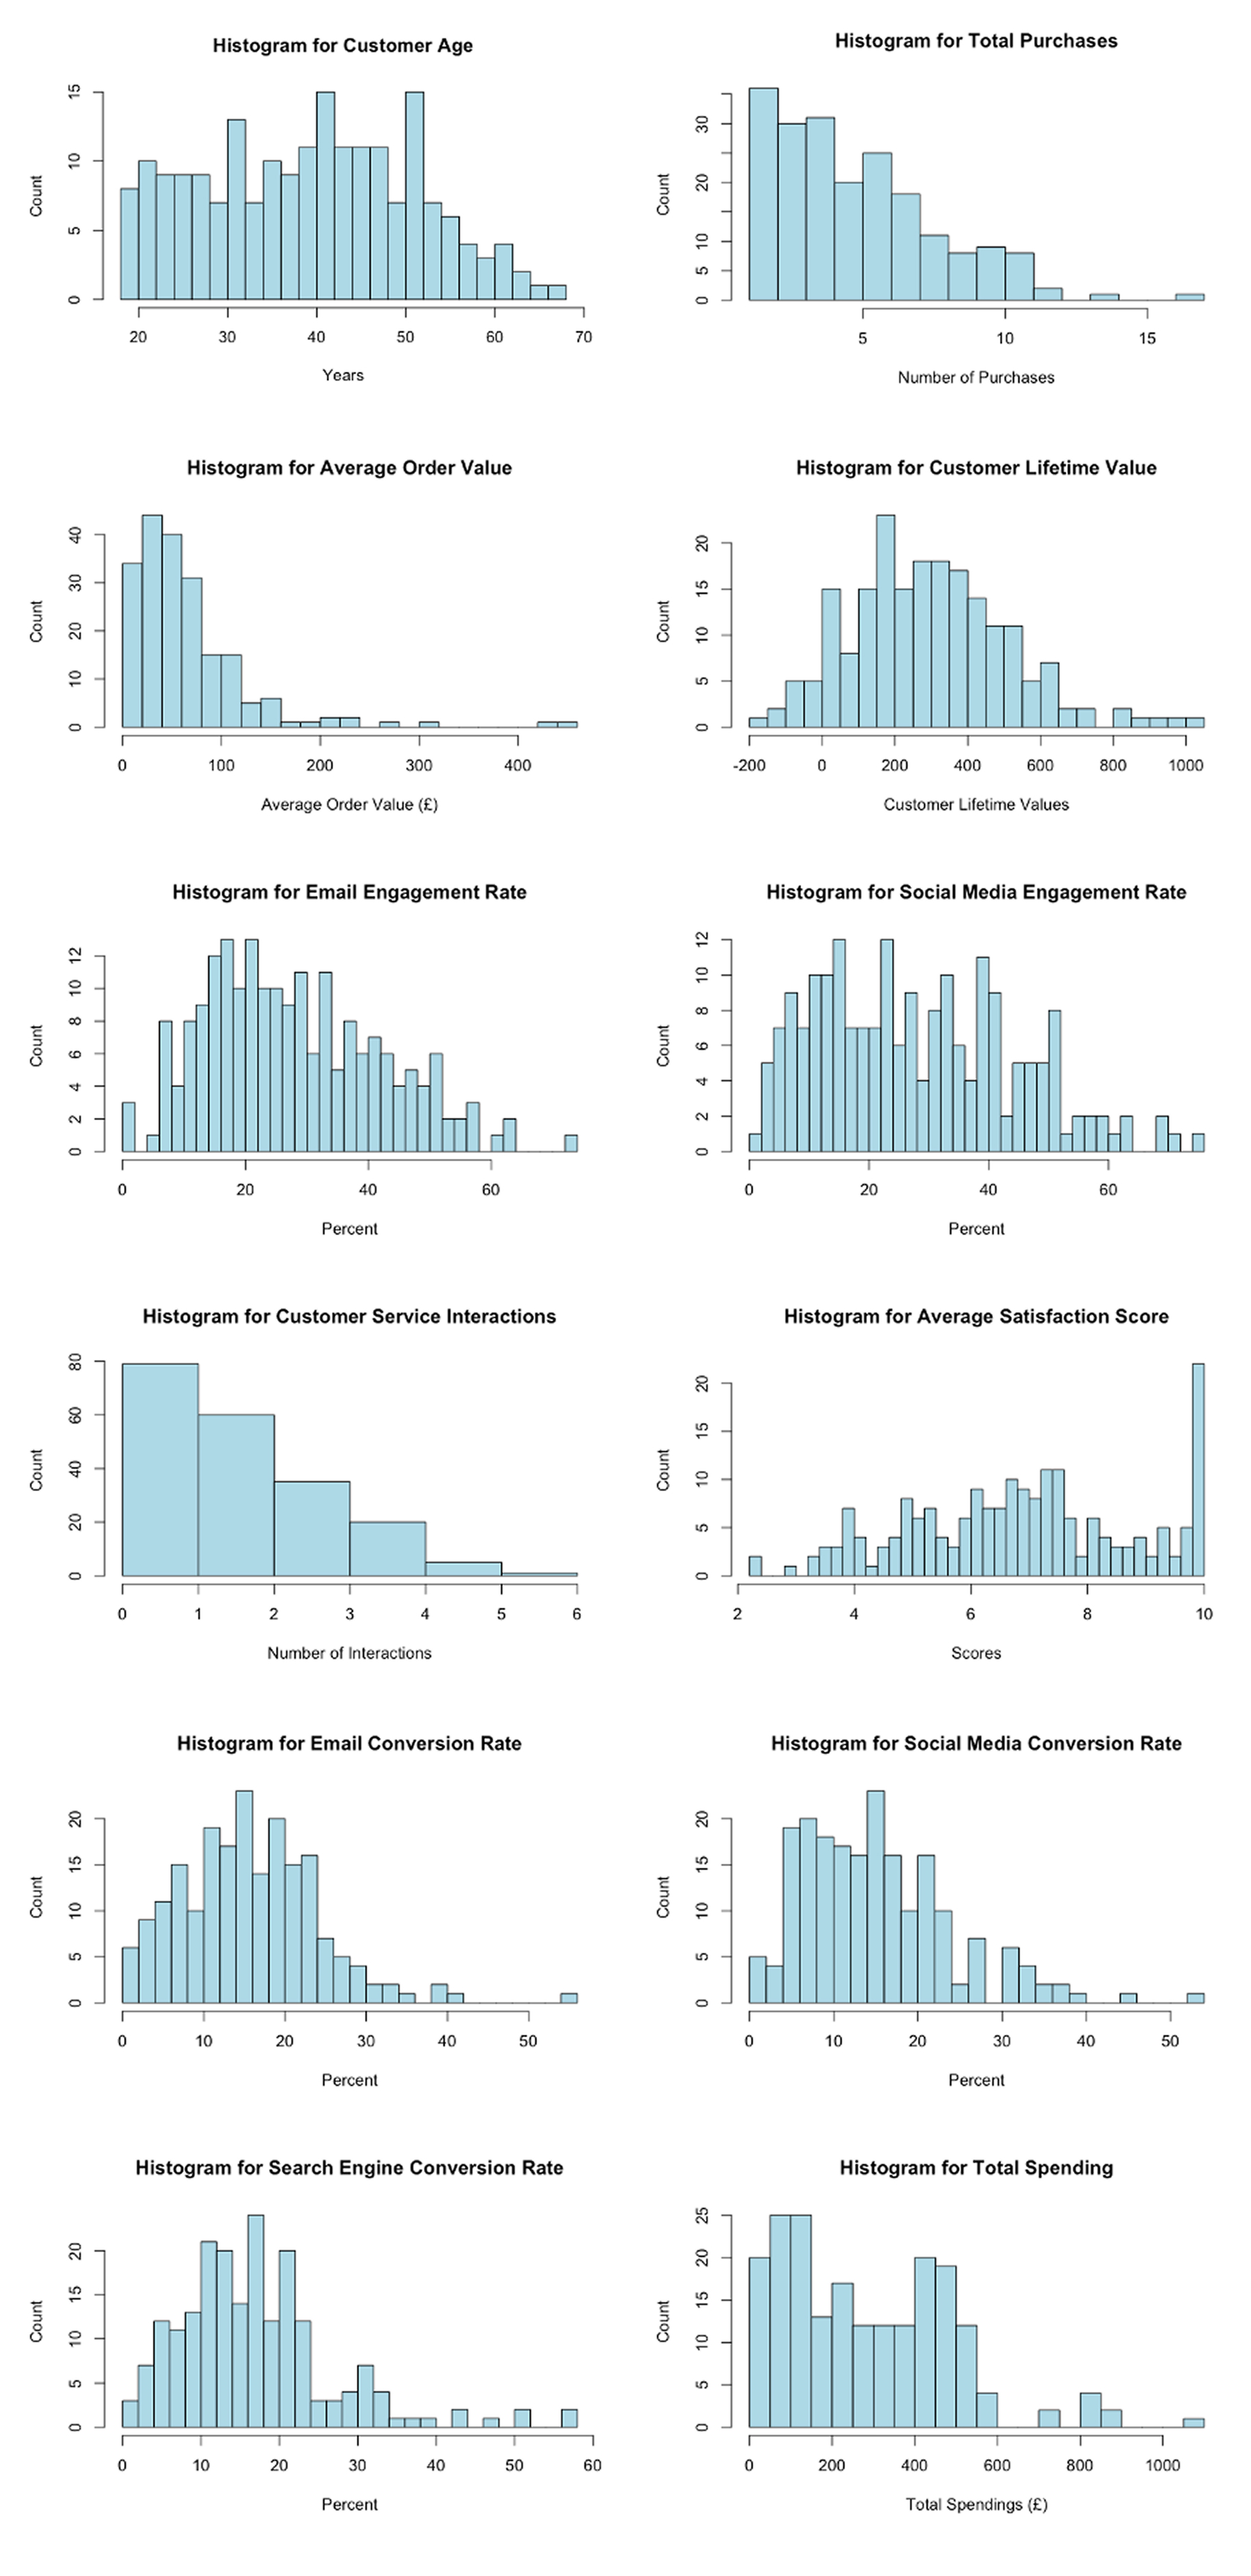 Histogram for Customer Age
Count
0 5 10 15
20 30 40 50 60 70
Years
Histogram for Total Purchases
Count
0 5 10 20 30
5 10 15
Number of Purchases
Histogram for Average Order Value
Count
0 10 20 30 40
0 100 200 300 400
Average Order Value (£)
Histogram for Customer Lifetime Value
Count
0 5 10 15 20
-200 0 200 400 600 800 1000
Customer Lifetime Values
Histogram for Email Engagement Rate
Count
0 2 4 6 8 10 12
0 20 40 60
Percent
Histogram for Social Media Engagement Rate
Count
0 2 4 6 8 10 12
0 20 40 60
Percent
Histogram for Customer Service Interactions
Count
0 20 40 60 80
0 1 2 3 4 5 6
Number of Interactions
Histogram for Average Satisfaction Score
Count
0 5 10 15 20
2 4 6 8 10
Scores
Histogram for Email Conversion Rate
Count
0 5 10 15 20
0 10 20 30 40 50
Percent
Histogram for Social Media Conversion Rate
Count
0 5 10 15 20
0 10 20 30 40 50
Percent
Histogram for Search Engine Conversion Rate
Count
0 5 10 15 20
0 10 20 30 40 50 60
Percent
Histogram for Total Spending
Count
0 5 10 15 20 25
0 200 400 600 800 1000
Total Spendings (£)